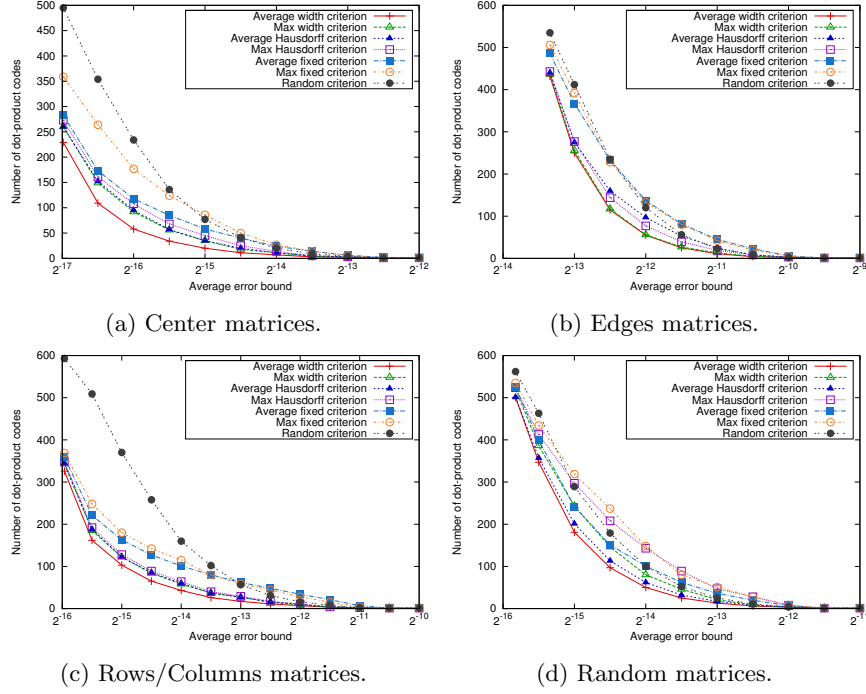 500
450
400
350
300
250
200
150
100
50
0
Number of dot-product codes
Average width criterion
Max width criterion
Average Hausdorff criterion
Max Hausdorff criterion
Average fixed criterion
Max fixed criterion
Random criterion
2^-17 2^-16 2^-15 2^-14 2^-13 2^-12
Average error bound
(a) Center matrices.
600
500
400
300
200
100
0
Number of dot-product codes
Average width criterion
Max width criterion
Average Hausdorff criterion
Max Hausdorff criterion
Average fixed criterion
Max fixed criterion
Random criterion
2^-14 2^-13 2^-12 2^-11 2^-10 2^-9
Average error bound
(b) Edges matrices.
600
500
400
300
200
100
0
Number of dot-product codes
Average width criterion
Max width criterion
Average Hausdorff criterion
Max Hausdorff criterion
Average fixed criterion
Max fixed criterion
Random criterion
2^-16 2^-15 2^-14 2^-13 2^-12 2^-11 2^-10
Average error bound
(c) Rows/Columns matrices.
600
500
400
300
200
100
0
Number of dot-product codes
Average width criterion
Max width criterion
Average Hausdorff criterion
Max Hausdorff criterion
Average fixed criterion
Max fixed criterion
Random criterion
2^-15 2^-14 2^-13 2^-12
Average error bound
(d) Random matrices.